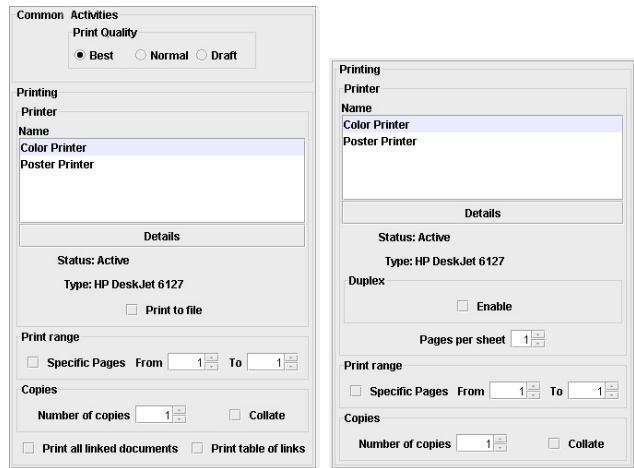 Common Activities
Print Quality
Best Normal Draft
Printing
Printer
Name
Color Printer
Poster Printer
Details
Status: Active
Type: HP DeskJet 6127
Print to file
Print range
Specific Pages From 1 To 1
Copies
Number of copies 1 Collate
Print all linked documents Print table of links
Printing
Printer
Name
Color Printer
Poster Printer
Details
Status: Active
Type: HP DeskJet 6127
Duplex
Enable
Pages per sheet 1
Print range
Specific Pages From 1 To 1
Copies
Number of copies 1 Collate